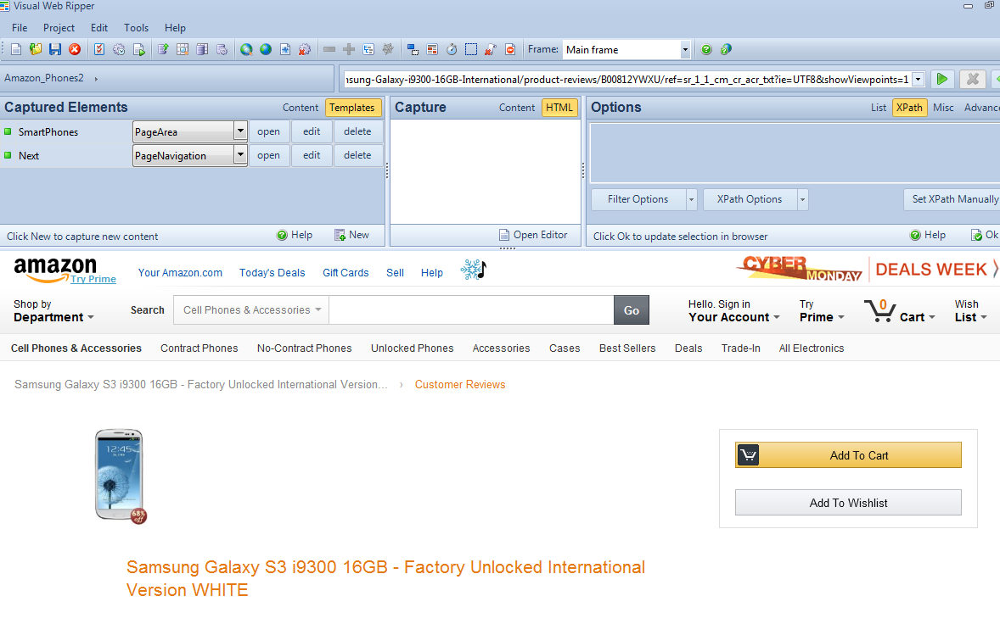 Visual Web Ripper
File Project Edit Tools Help
Frame: Main frame
Amazon_Phones2
sung-Galaxy-i9300-16GB-International/product-reviews/B00812YWXU/ref=sr_1_1_cm_cr_acr_txt?ie=UTF8&showViewpoints=1
Captured Elements Content Templates
SmartPhones PageArea open edit delete
Next PageNavigation open edit delete
Click New to capture new content Help New
Capture Content HTML
Open Editor
Options List XPath Misc Advance
Filter Options XPath Options Set XPath Manually
Click Ok to update selection in browser Help Ok
amazon
Try Prime
Your Amazon.com Today's Deals Gift Cards Sell Help
CYBER MONDAY DEALS WEEK
Shop by
Department
Search Cell Phones & Accessories Go
Hello. Sign in
Your Account
Try
Prime
0
Cart
Wish
List
Cell Phones & Accessories Contract Phones No-Contract Phones Unlocked Phones Accessories Cases Best Sellers Deals Trade-In All Electronics
Samsung Galaxy S3 i9300 16GB - Factory Unlocked International Version... › Customer Reviews
12:45
68%
off
Add To Cart
Add To Wishlist
Samsung Galaxy S3 i9300 16GB - Factory Unlocked International
Version WHITE